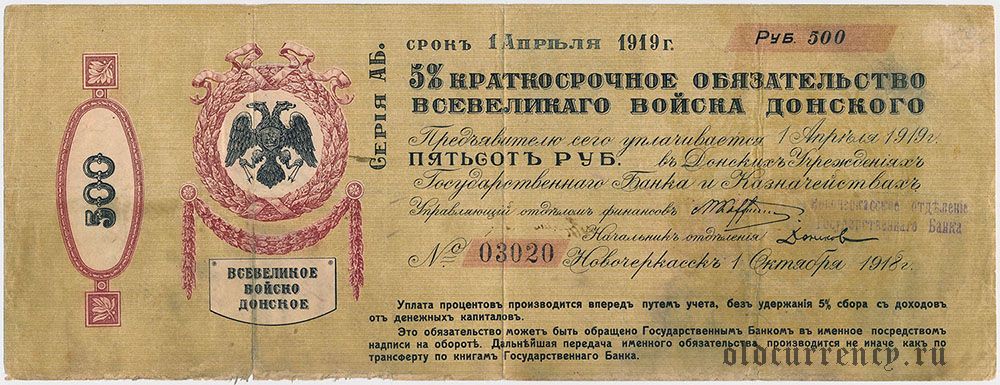 500
СЕРІЯ АБ.
ВСЕВЕЛИКОЕ
ВОЙСКО
ДОНСКОЕ
СРОКЪ 1 АПРѢЛЯ 1919 г.
РУБ. 500
5% КРАТКОСРОЧНОЕ ОБЯЗАТЕЛЬСТВО
ВСЕВЕЛИКАГО ВОЙСКА ДОНСКОГО
Предъявителю сего уплачивается 1 Апрѣля 1919 г.
ПЯТЬСОТЪ РУБ. въ Донскихъ Учрежденіяхъ
Государственнаго Банка и Казначействахъ
Управляющій отдѣломъ финансовъ
Новочеркасское отдѣленіе
Государственнаго Банка
Начальникъ отдѣленія
№ 03020 Новочеркасскъ 1 Октября 1918 г.
Уплата процентовъ производится впередъ путемъ учета, безъ удержанія 5% сбора съ доходовъ
отъ денежныхъ капиталовъ.
Это обязательство можетъ быть обращено Государственнымъ Банкомъ въ именное посредствомъ
надписи на оборотѣ. Дальнѣйшая передача именного обязательства производится не иначе какъ по
трансферту по книгамъ Государственнаго Банка.
oldcurrency.ru